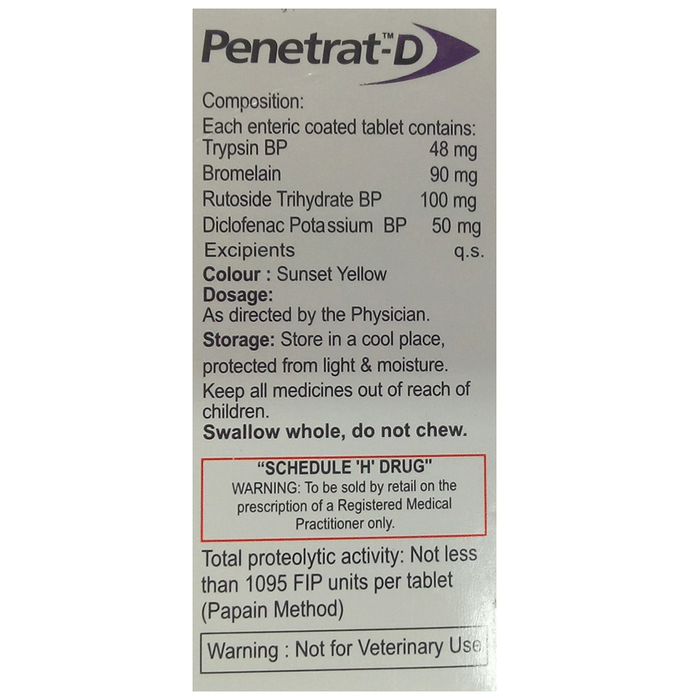 Penetrat-™D
Composition:
Each enteric coated tablet contains:
Trypsin BP 48 mg
Bromelain 90 mg
Rutoside Trihydrate BP 100 mg
Diclofenac Potassium BP 50 mg
Excipients q.s.
Colour : Sunset Yellow
Dosage:
As directed by the Physician.
Storage: Store in a cool place,
protected from light & moisture.
Keep all medicines out of reach of
children.
Swallow whole, do not chew.
“SCHEDULE 'H' DRUG"
WARNING: To be sold by retail on the
prescription of a Registered Medical
Practitioner only.
Total proteolytic activity: Not less
than 1095 FIP units per tablet
(Papain Method)
Warning : Not for Veterinary Use